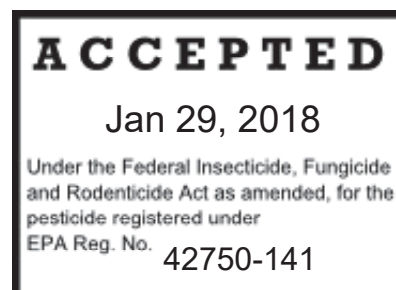 ACCEPTED
Jan 29, 2018
Under the Federal Insecticide, Fungicide
and Rodenticide Act as amended, for the
pesticide registered under
EPA Reg. No. 42750-141